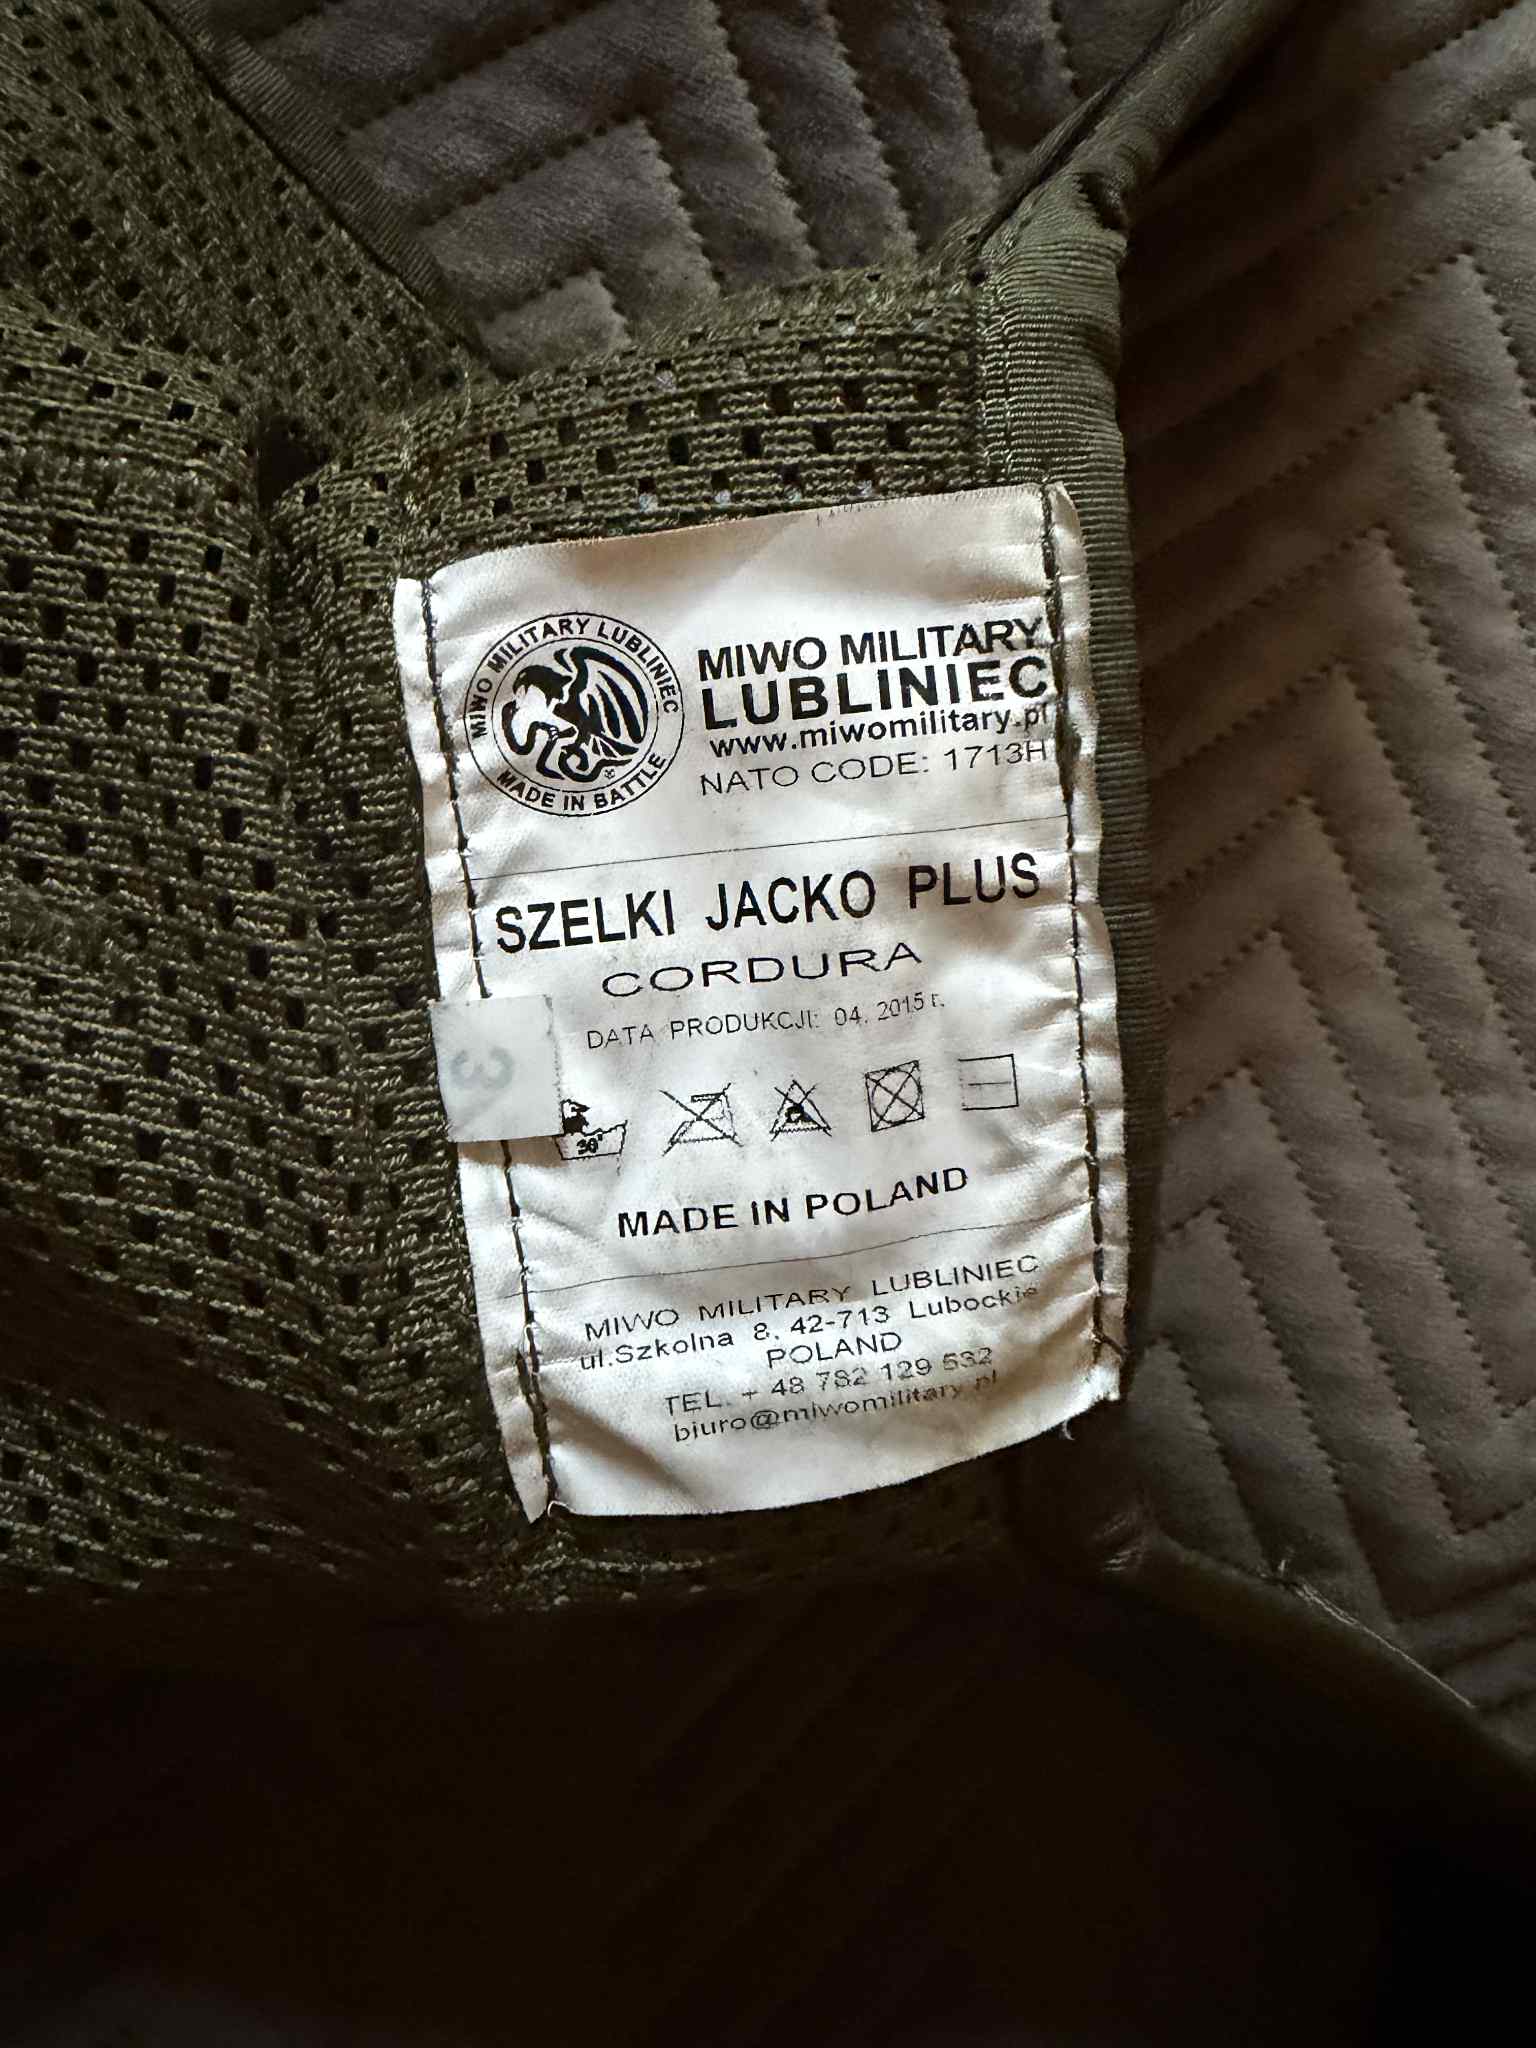 MIWO MILITARY LUBLINIEC
MADE IN BATTLE
MIWO MILITARY
LUBLINIEC
www.miwomilitary.pl
NATO CODE: 1713H
SZELKI JACKO PLUS
CORDURA
DATA PRODUKCJI: 04. 2015 r.
3
30°
MADE IN POLAND
MIWO MILITARY LUBLINIEC
ul.Szkolna 8, 42-713 Lubockie
POLAND
TEL. + 48 782 129 532
biuro@miwomilitary.pl